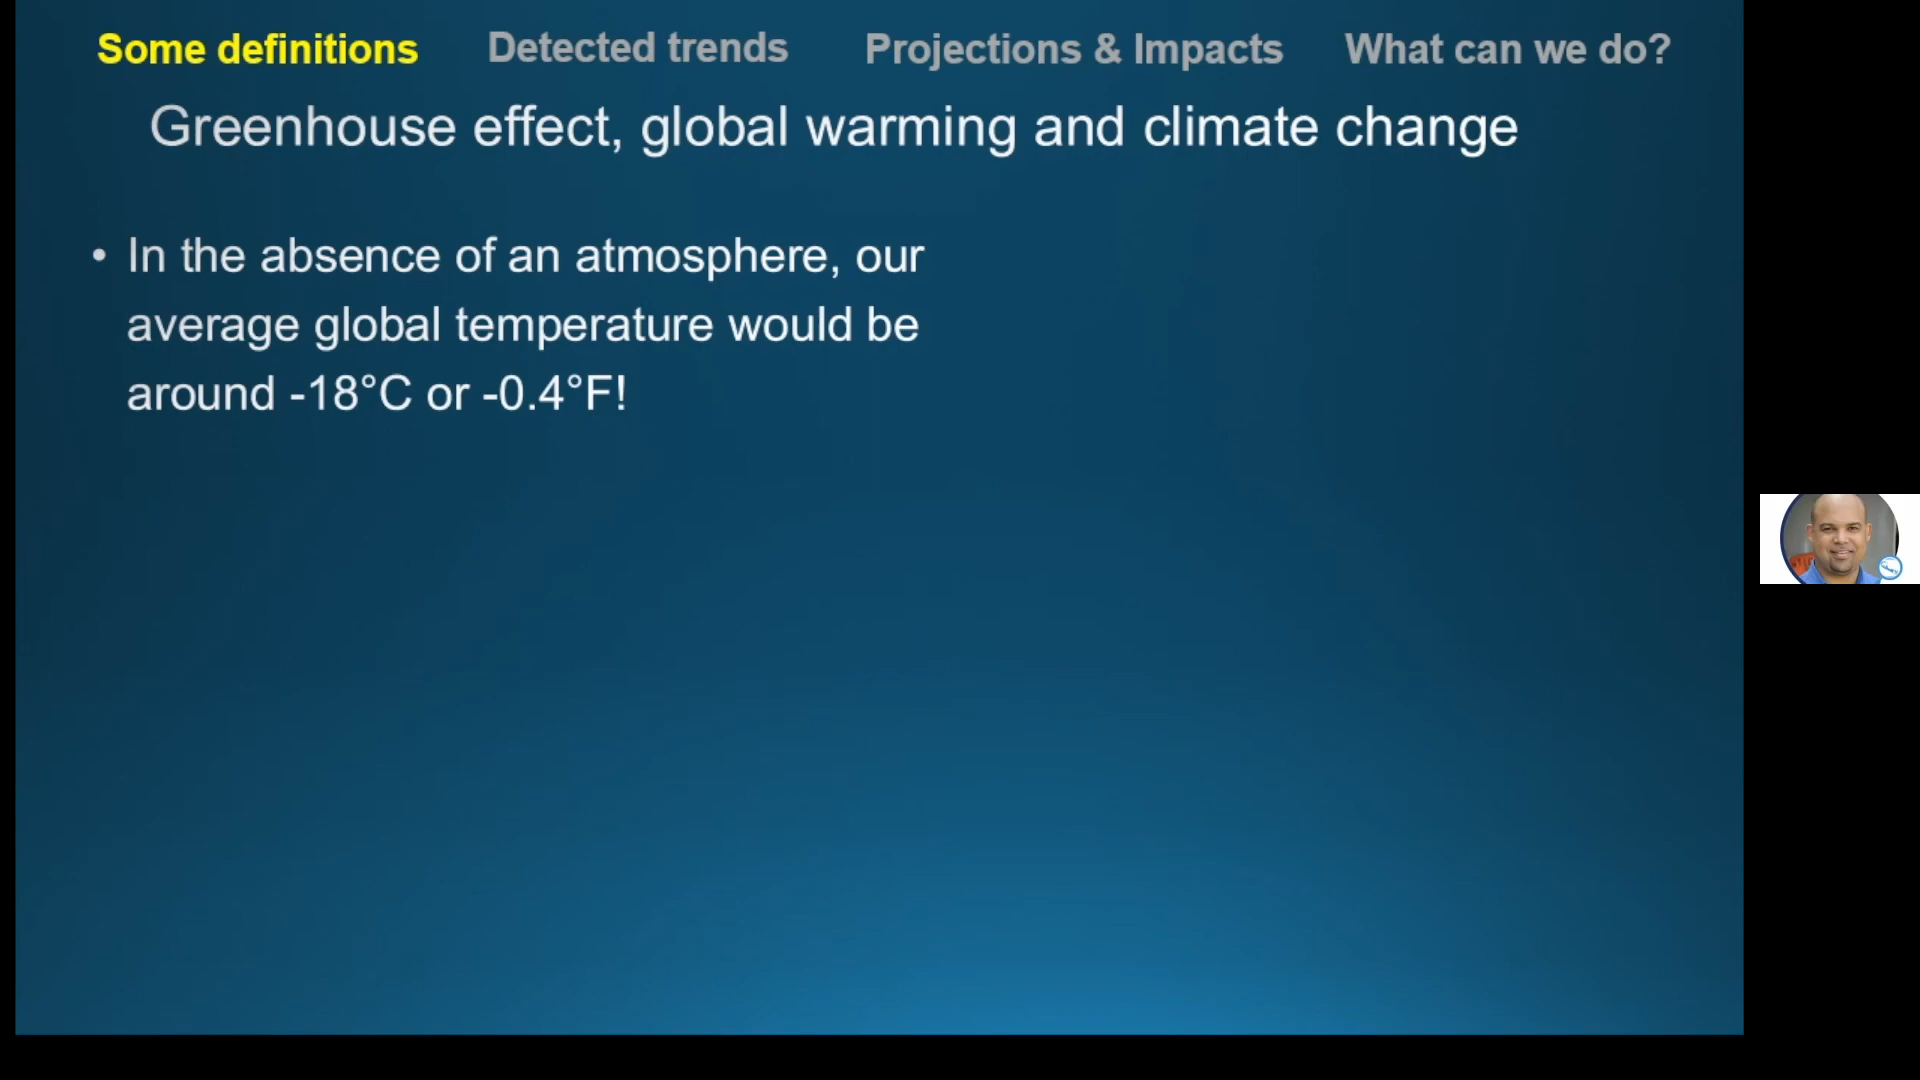 Some definitions Detected trends Projections & Impacts What can we do?
Greenhouse effect, global warming and climate change
• In the absence of an atmosphere, our
average global temperature would be
around -18°C or -0.4°F!